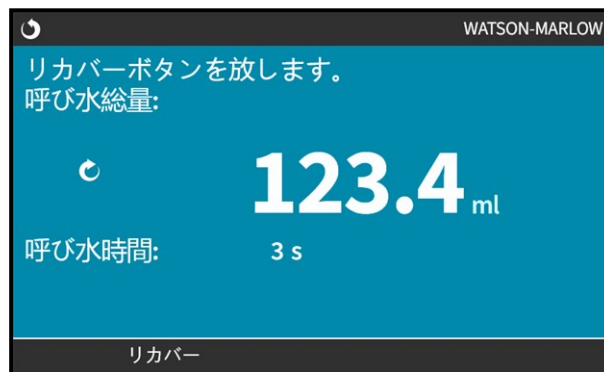 WATSON-MARLOW
リカバーボタンを放します。
呼び水総量:
123.4 ml
呼び水時間: 3 s
リカバー